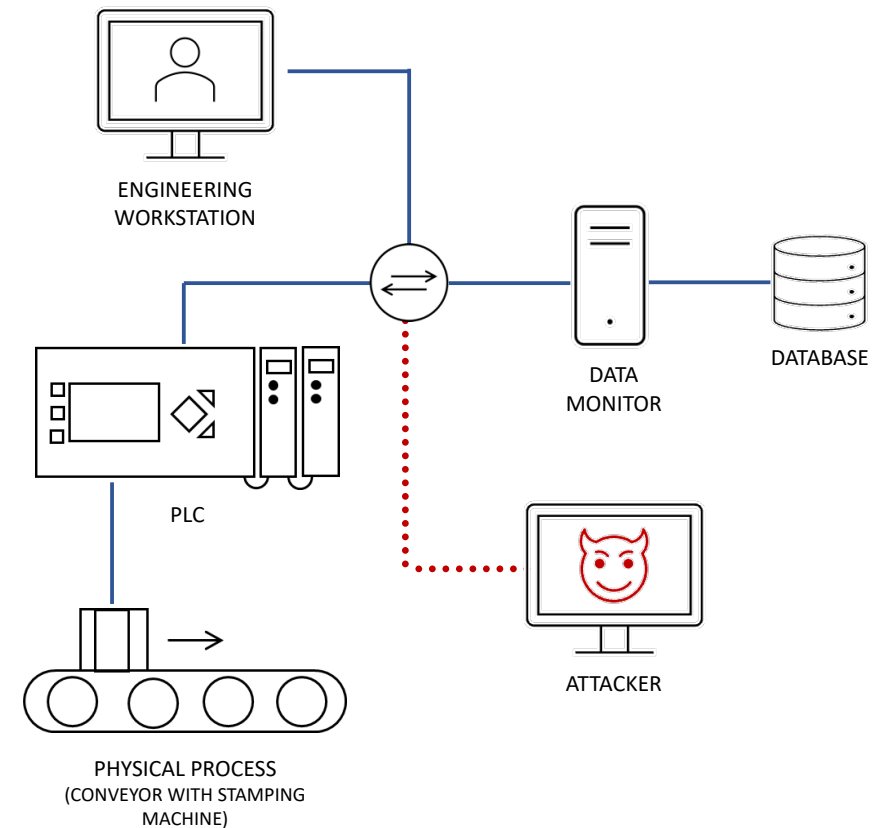 ENGINEERING
WORKSTATION
DATA
MONITOR
DATABASE
PLC
ATTACKER
PHYSICAL PROCESS
(CONVEYOR WITH STAMPING
MACHINE)